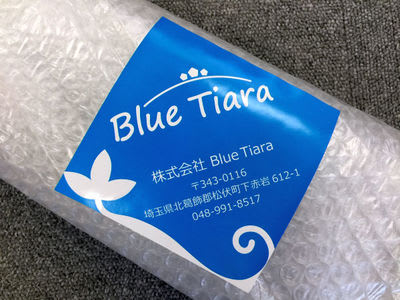 Blue Tiara
株式会社 Blue Tiara
〒343-0116
埼玉県北葛飾郡松伏町下赤岩 612-1
048-991-8517